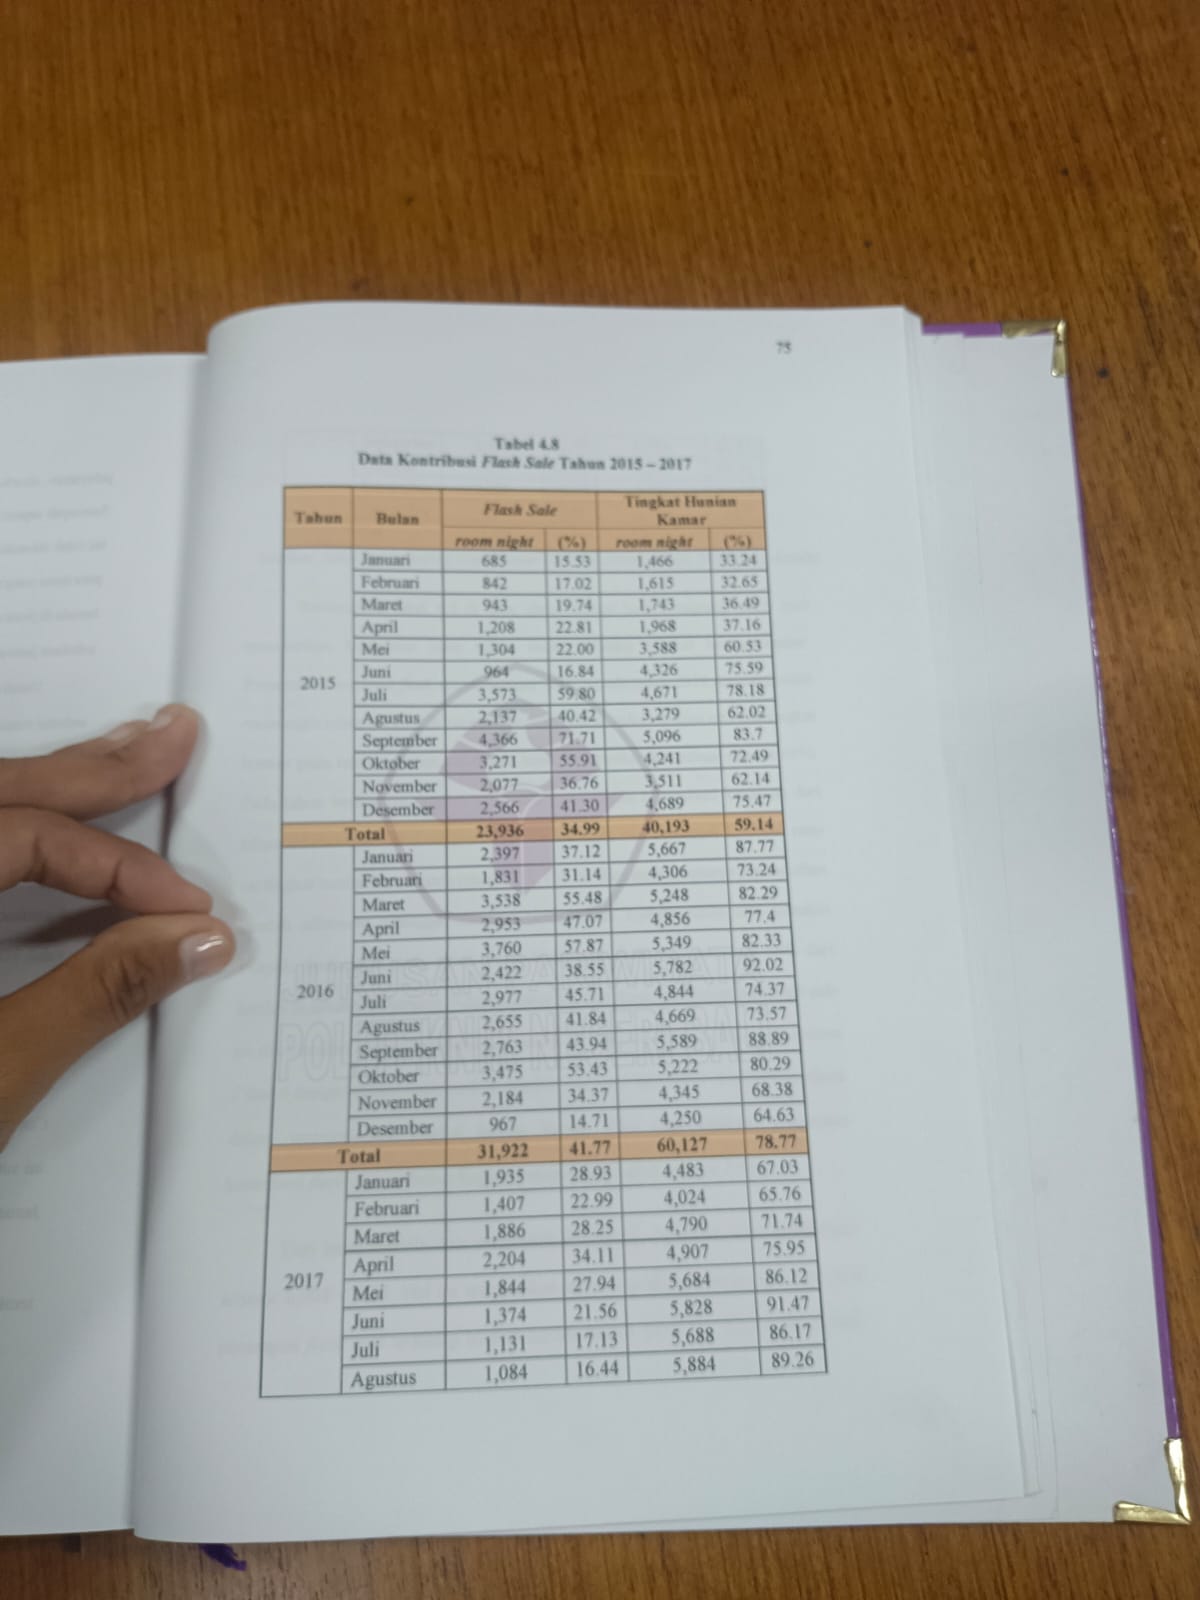 75
Tabel 4.8
Data Kontribusi Flash Sale Tahun 2015 – 2017
Tahun Bulan Flash Sale Tingkat Hunian Kamar
room night (%) room night (%)
2015
Januari 685 15.53 1,466 33.24
Februari 842 17.02 1,615 32.65
Maret 943 19.74 1,743 36.49
April 1,208 22.81 1,968 37.16
Mei 1,304 22.00 3,588 60.53
Juni 964 16.84 4,326 75.59
Juli 3,573 59.80 4,671 78.18
Agustus 2,137 40.42 3,279 62.02
September 4,366 71.71 5,096 83.7
Oktober 3,271 55.91 4,241 72.49
November 2,077 36.76 3,511 62.14
Desember 2,566 41.30 4,689 75.47
Total 23,936 34.99 40,193 59.14
2016
Januari 2,397 37.12 5,667 87.77
Februari 1,831 31.14 4,306 73.24
Maret 3,538 55.48 5,248 82.29
April 2,953 47.07 4,856 77.4
Mei 3,760 57.87 5,349 82.33
Juni 2,422 38.55 5,782 92.02
Juli 2,977 45.71 4,844 74.37
Agustus 2,655 41.84 4,669 73.57
September 2,763 43.94 5,589 88.89
Oktober 3,475 53.43 5,222 80.29
November 2,184 34.37 4,345 68.38
Desember 967 14.71 4,250 64.63
Total 31,922 41.77 60,127 78.77
2017
Januari 1,935 28.93 4,483 67.03
Februari 1,407 22.99 4,024 65.76
Maret 1,886 28.25 4,790 71.74
April 2,204 34.11 4,907 75.95
Mei 1,844 27.94 5,684 86.12
Juni 1,374 21.56 5,828 91.47
Juli 1,131 17.13 5,688 86.17
Agustus 1,084 16.44 5,884 89.26